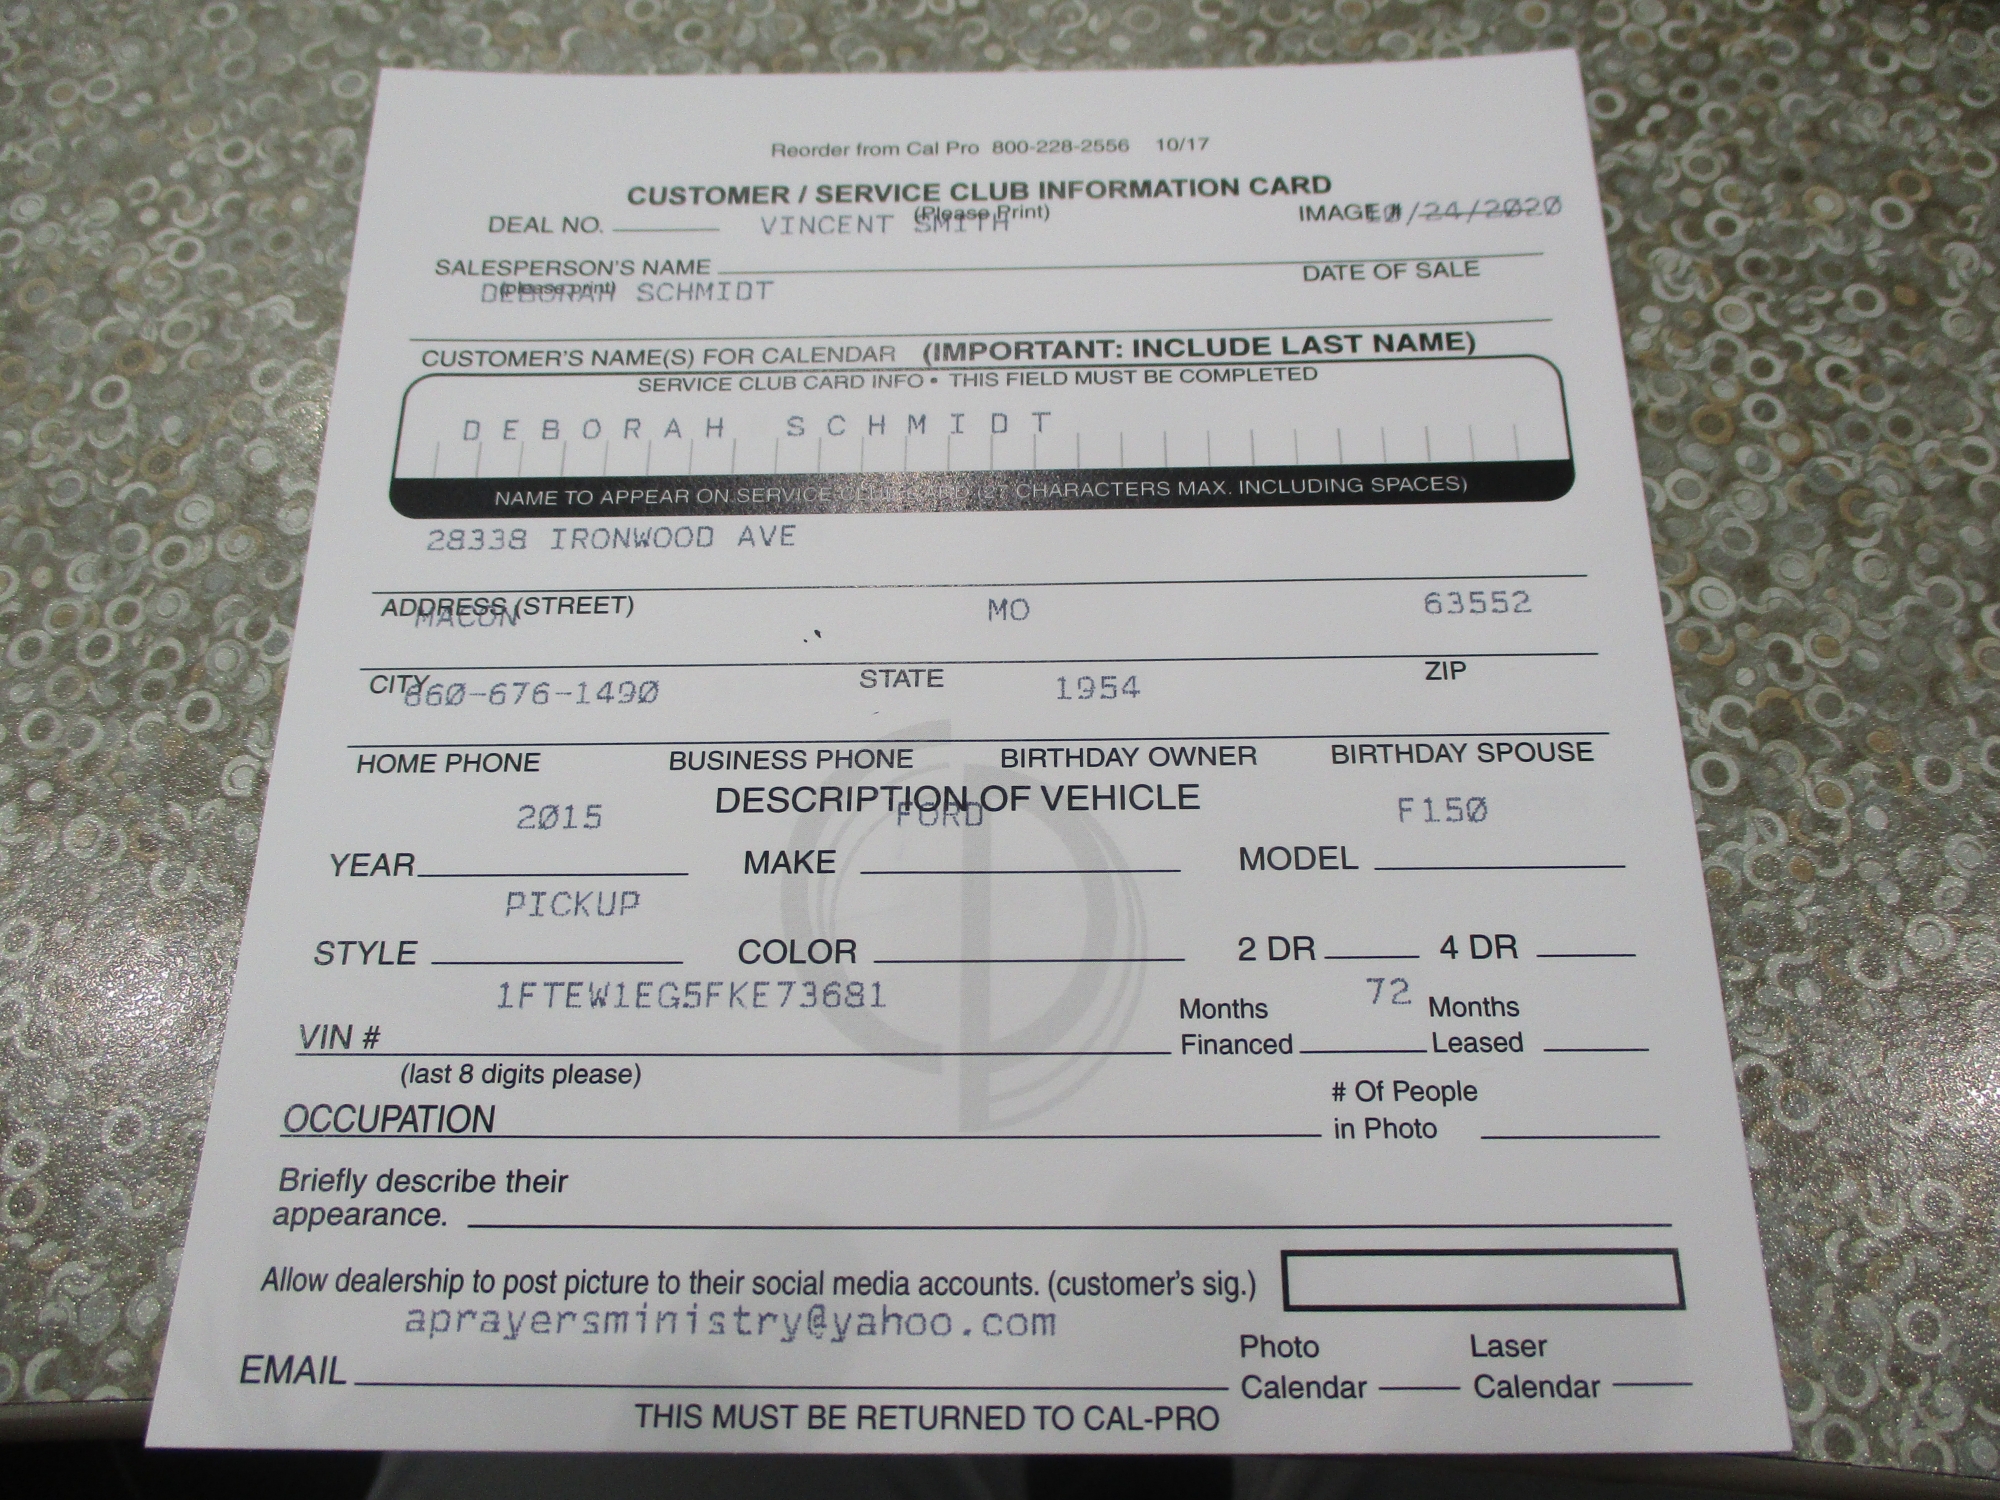 Reorder from Cal Pro 800-228-2556 10/17
CUSTOMER / SERVICE CLUB INFORMATION CARD
(Please Print)
DEAL NO. VINCENT SMITH IMAGE # 10/24/2020
SALESPERSON'S NAME DATE OF SALE
(please print)
DEBORAH SCHMIDT
CUSTOMER'S NAME(S) FOR CALENDAR (IMPORTANT: INCLUDE LAST NAME)
SERVICE CLUB CARD INFO • THIS FIELD MUST BE COMPLETED
DEBORAH SCHMIDT
NAME TO APPEAR ON SERVICE CLUB CARD (27 CHARACTERS MAX. INCLUDING SPACES)
28338 IRONWOOD AVE
ADDRESS (STREET)
MACON MO 63552
CITY STATE ZIP
660-676-1490 1954
HOME PHONE BUSINESS PHONE BIRTHDAY OWNER BIRTHDAY SPOUSE
DESCRIPTION OF VEHICLE
2015 FORD F150
YEAR MAKE MODEL
PICKUP
STYLE COLOR 2 DR 4 DR
1FTEW1EG5FKE73681 72
VIN # Months Financed Months Leased
(last 8 digits please)
OCCUPATION # Of People in Photo
Briefly describe their
appearance.
Allow dealership to post picture to their social media accounts. (customer's sig.)
aprayersministry@yahoo.com
EMAIL Photo Calendar Laser Calendar
THIS MUST BE RETURNED TO CAL-PRO